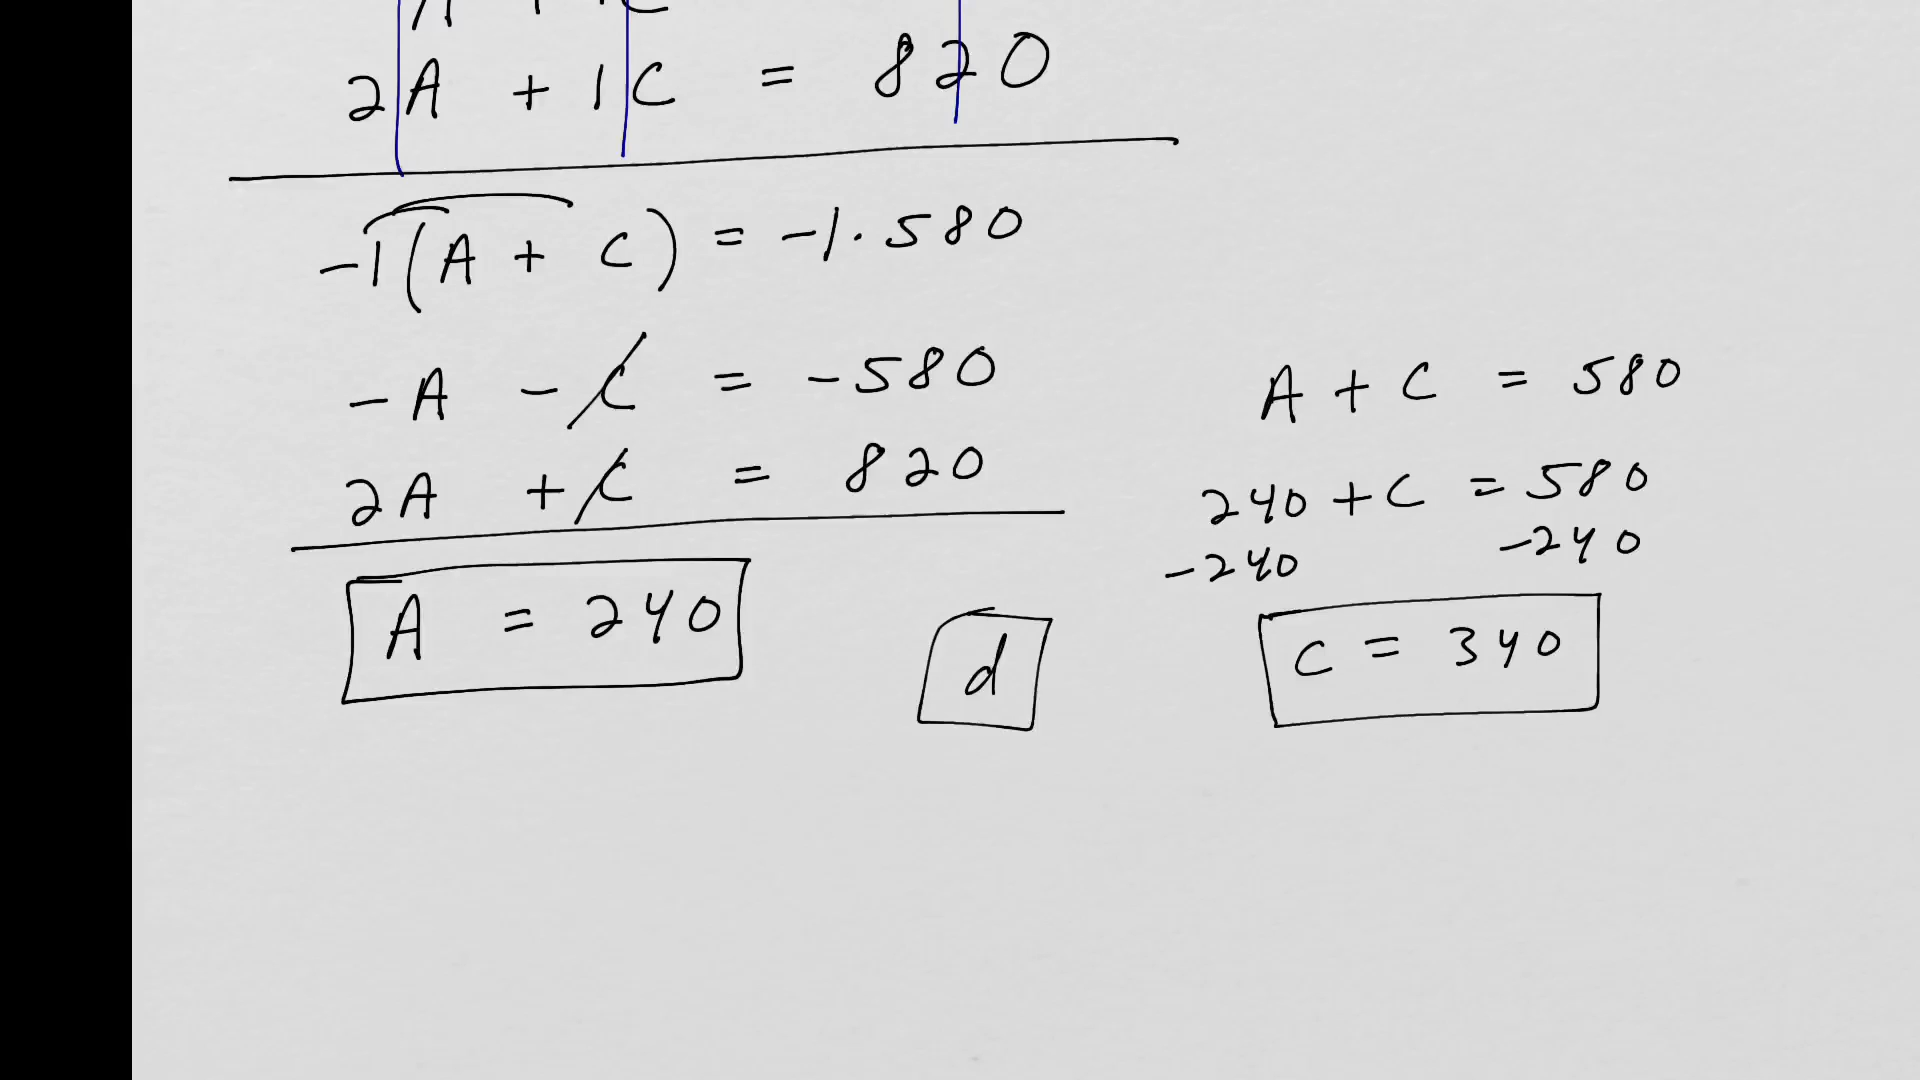 2A + 1C = 820
-1(A + C) = -1·580
-A - C = -580
2A + C = 820
A = 240
d
A + C = 580
240 + C = 580
-240 -240
C = 340